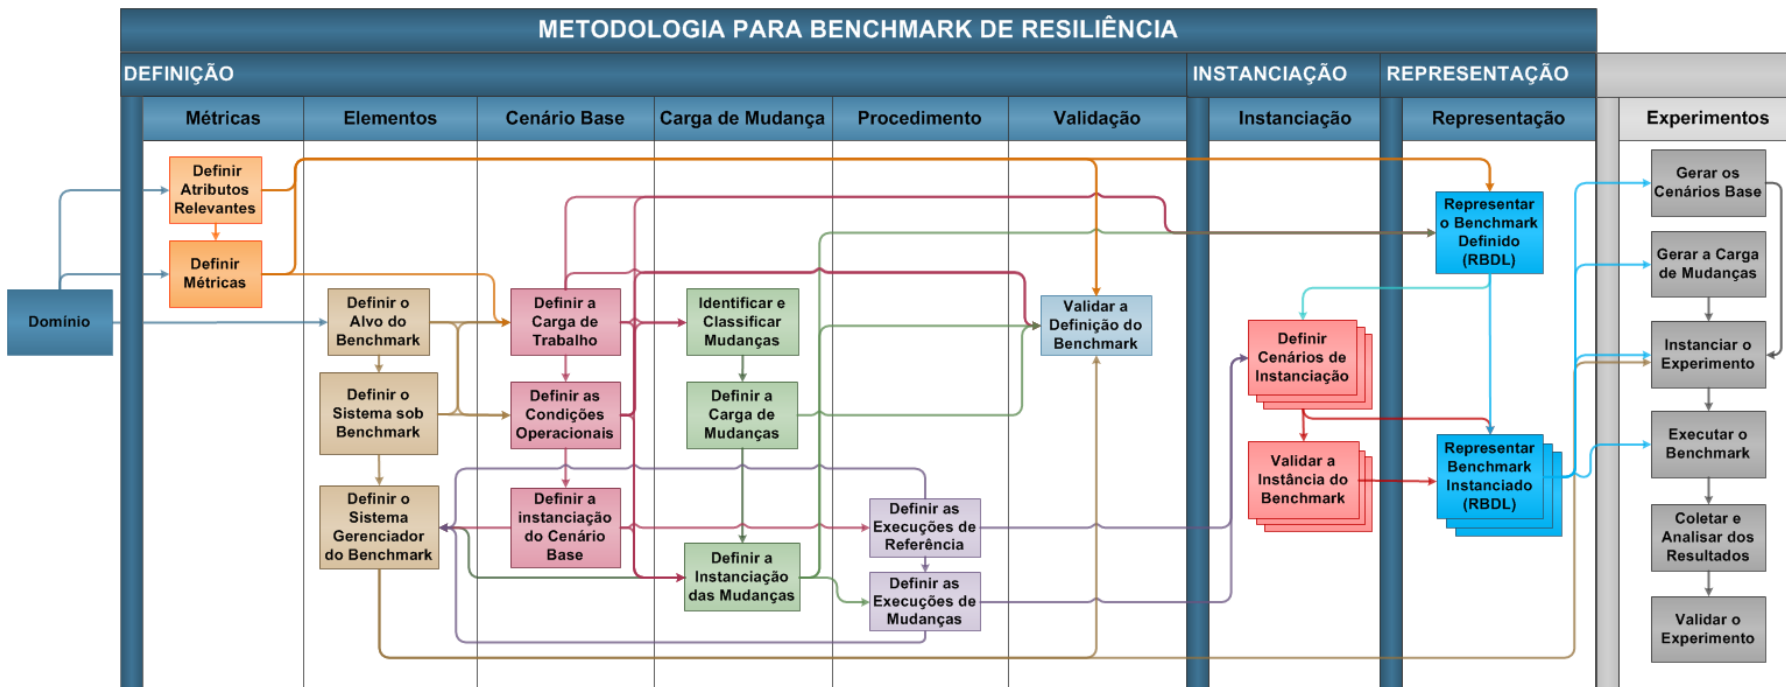 METODOLOGIA PARA BENCHMARK DE RESILIÊNCIA
DEFINIÇÃO
INSTANCIAÇÃO
REPRESENTAÇÃO
Métricas
Elementos
Cenário Base
Carga de Mudança
Procedimento
Validação
Instanciação
Representação
Experimentos
Domínio
Definir
Atributos
Relevantes
Definir
Métricas
Definir o
Alvo do
Benchmark
Definir o
Sistema sob
Benchmark
Definir o
Sistema
Gerenciador
do Benchmark
Definir a
Carga de
Trabalho
Definir as
Condições
Operacionais
Definir a
instanciação
do Cenário
Base
Identificar e
Classificar
Mudanças
Definir a
Carga de
Mudanças
Definir a
Instanciação
das Mudanças
Definir as
Execuções de
Referência
Definir as
Execuções de
Mudanças
Validar a
Definição do
Benchmark
Definir
Cenários de
Instanciação
Validar a
Instância do
Benchmark
Representar
o Benchmark
Definido
(RBDL)
Representar
Benchmark
Instanciado
(RBDL)
Gerar os
Cenários Base
Gerar a Carga
de Mudanças
Instanciar o
Experimento
Executar o
Benchmark
Coletar e
Analisar dos
Resultados
Validar o
Experimento